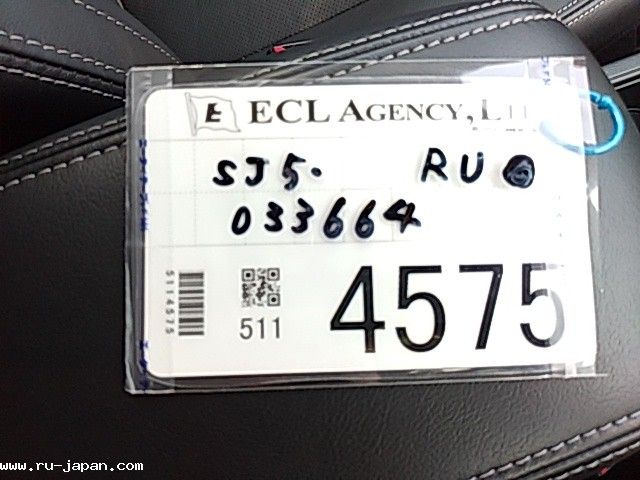 E ECL AGENCY, LT
SJ5. RU
033664
5114575
511
4575
www.ru-japan.com